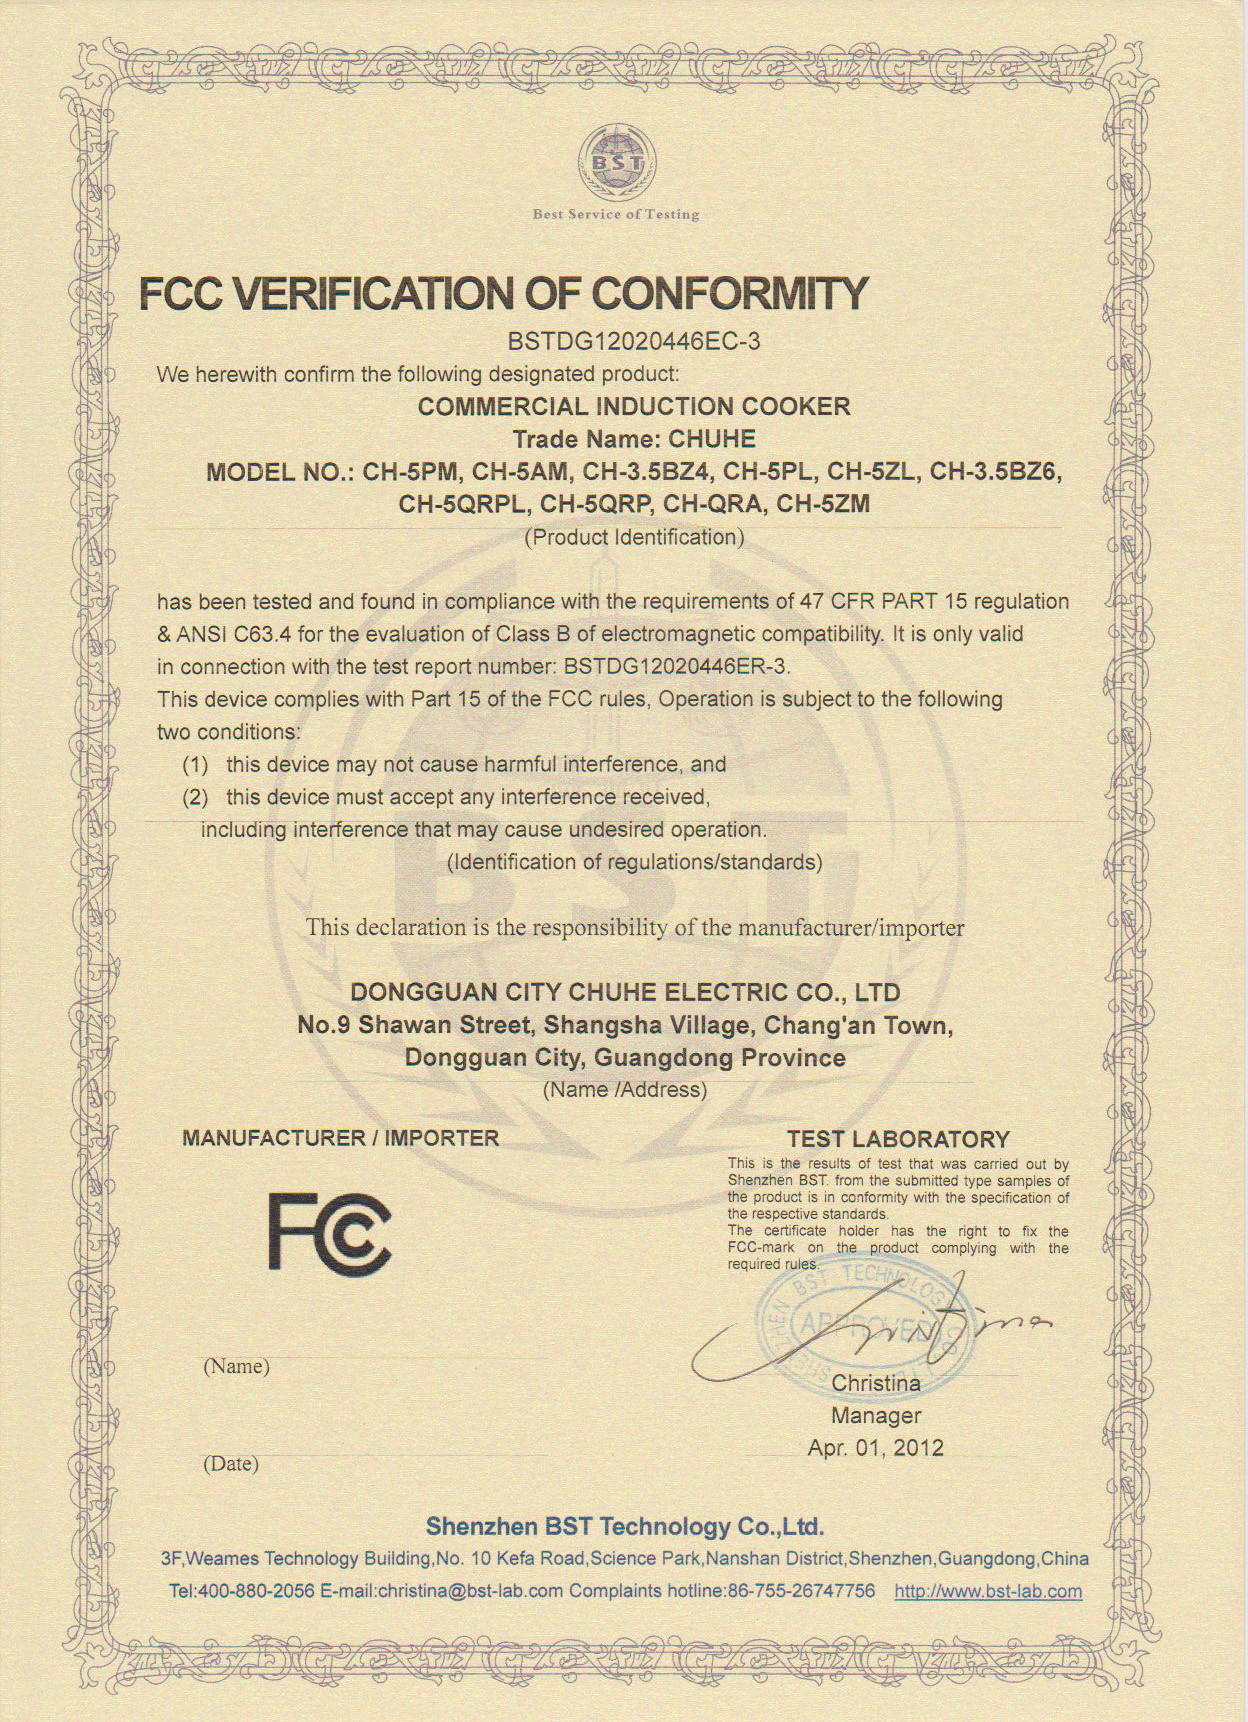 BST
Best Service of Testing
FCC VERIFICATION OF CONFORMITY
BSTDG12020446EC-3
We herewith confirm the following designated product:
COMMERCIAL INDUCTION COOKER
Trade Name: CHUHE
MODEL NO.: CH-5PM, CH-5AM, CH-3.5BZ4, CH-5PL, CH-5ZL, CH-3.5BZ6,
CH-5QRPL, CH-5QRP, CH-QRA, CH-5ZM
(Product Identification)
has been tested and found in compliance with the requirements of 47 CFR PART 15 regulation
& ANSI C63.4 for the evaluation of Class B of electromagnetic compatibility. It is only valid
in connection with the test report number: BSTDG12020446ER-3.
This device complies with Part 15 of the FCC rules, Operation is subject to the following
two conditions:
(1) this device may not cause harmful interference, and
(2) this device must accept any interference received,
including interference that may cause undesired operation.
BST
(Identification of regulations/standards)
This declaration is the responsibility of the manufacturer/importer
DONGGUAN CITY CHUHE ELECTRIC CO., LTD
No.9 Shawan Street, Shangsha Village, Chang'an Town,
Dongguan City, Guangdong Province
(Name /Address)
MANUFACTURER / IMPORTER
FCC
(Name)
(Date)
TEST LABORATORY
This is the results of test that was carried out by
Shenzhen BST. from the submitted type samples of
the product is in conformity with the specification of
the respective standards.
The certificate holder has the right to fix the
FCC-mark on the product complying with the
required rules.
BST TECHNOLOGY
APPROVED
Christina
Christina
Manager
Apr. 01, 2012
Shenzhen BST Technology Co.,Ltd.
3F,Weames Technology Building,No. 10 Kefa Road,Science Park,Nanshan District,Shenzhen,Guangdong,China
Tel:400-880-2056 E-mail:christina@bst-lab.com Complaints hotline:86-755-26747756 http://www.bst-lab.com